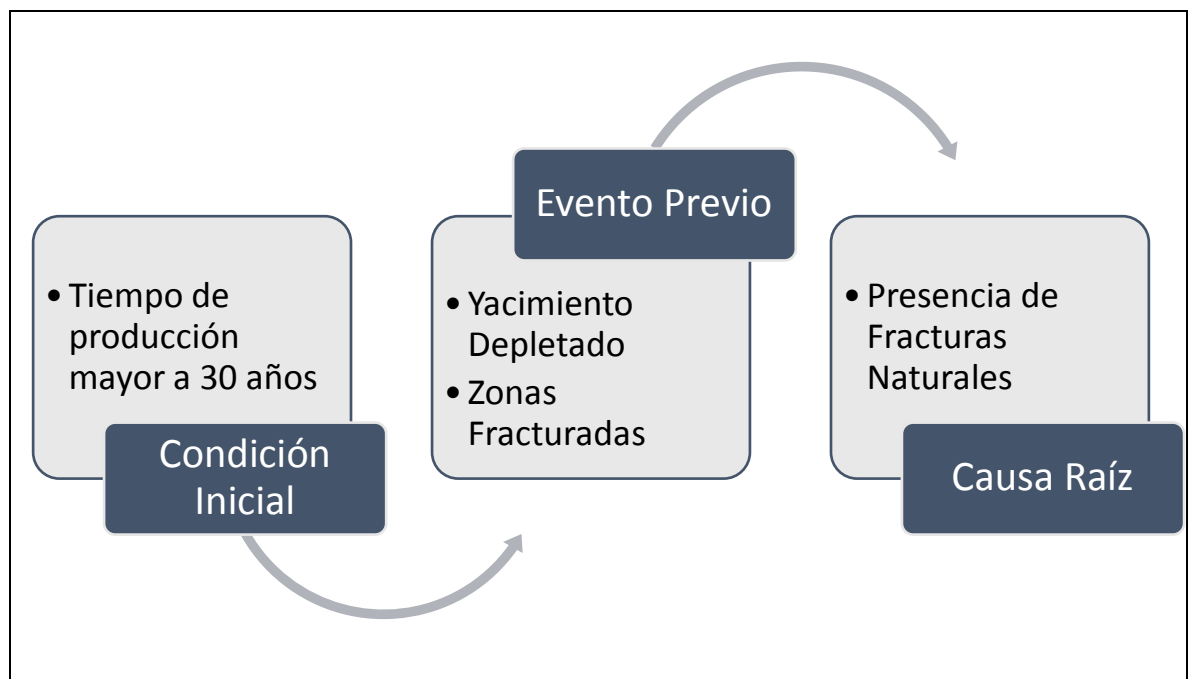 • Tiempo de
producción
mayor a 30 años
Condición
Inicial
Evento Previo
• Yacimiento
Depletado
• Zonas
Fracturadas
• Presencia de
Fracturas
Naturales
Causa Raíz